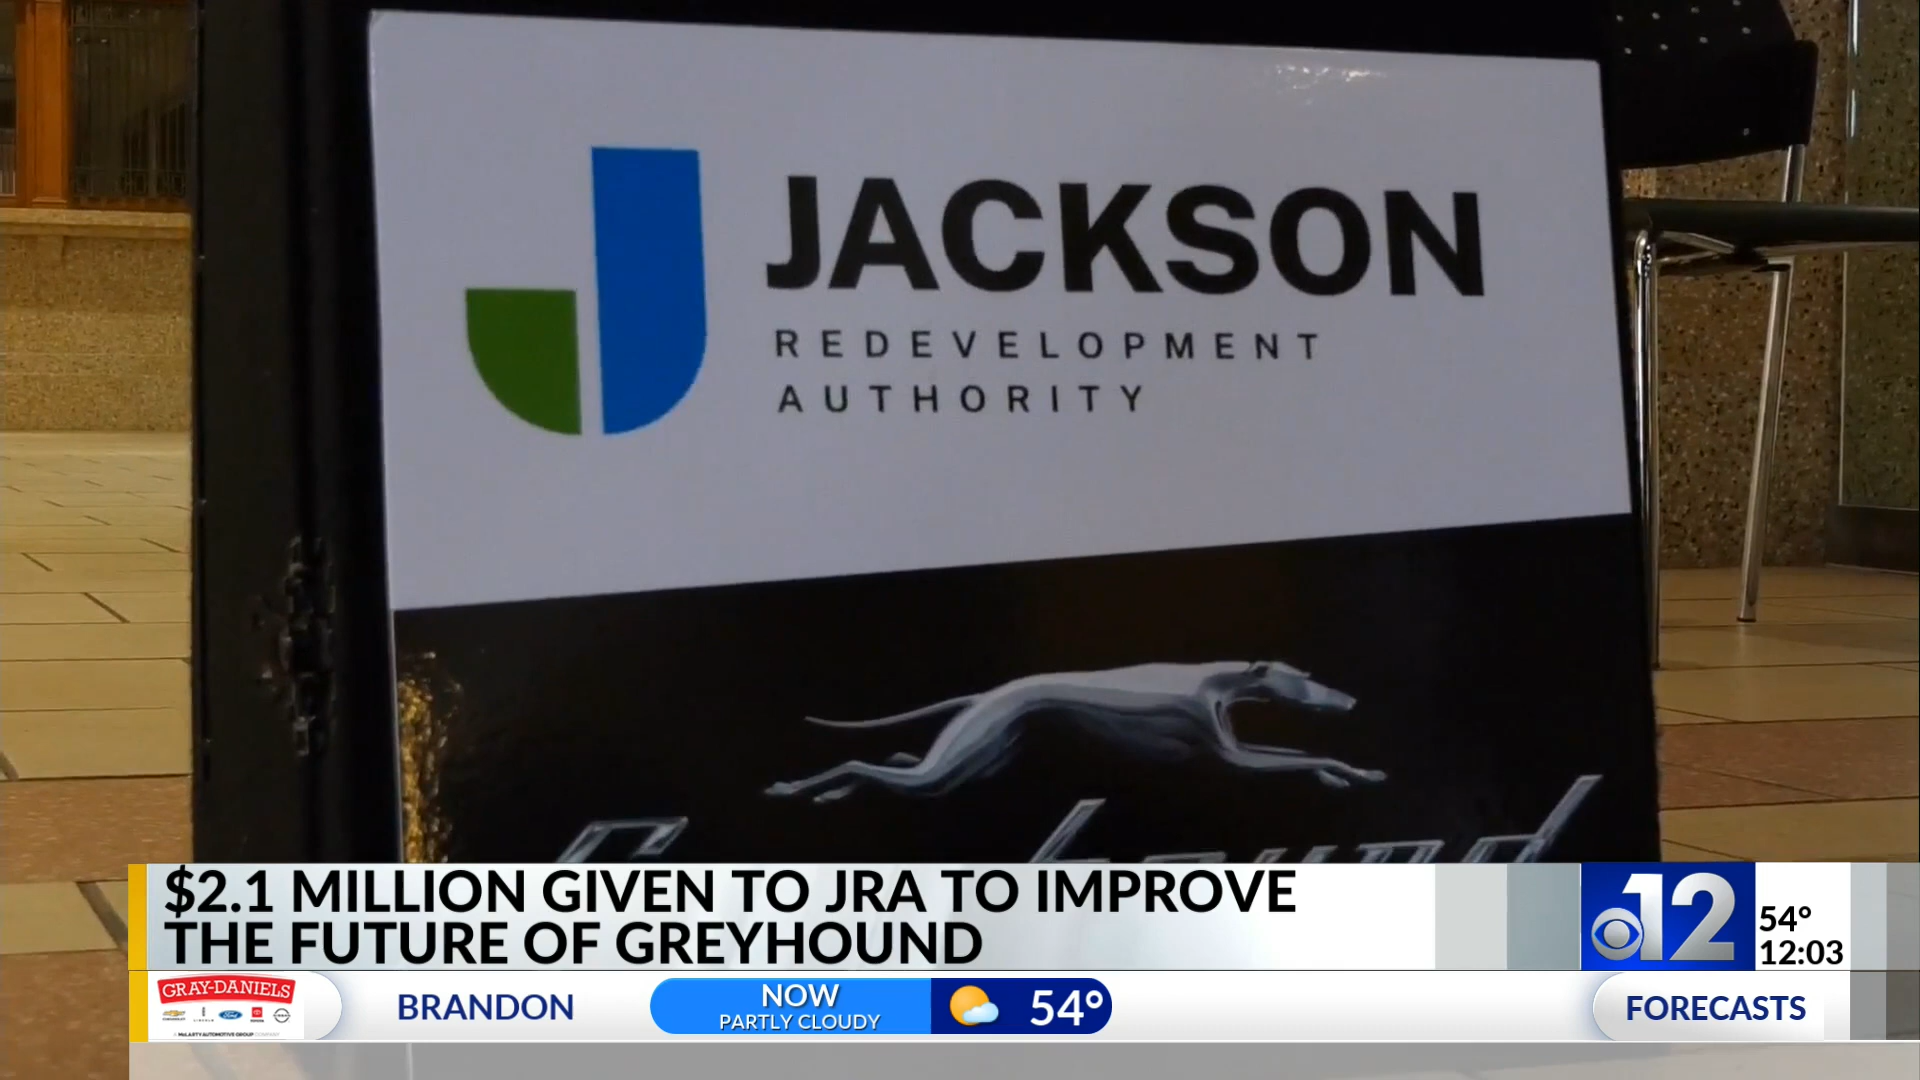 JACKSON
REDEVELOPMENT
AUTHORITY
$2.1 MILLION GIVEN TO JRA TO IMPROVE
THE FUTURE OF GREYHOUND
12
54°
12:03
GRAY-DANIELS
BRANDON
NOW
PARTLY CLOUDY
54°
FORECASTS